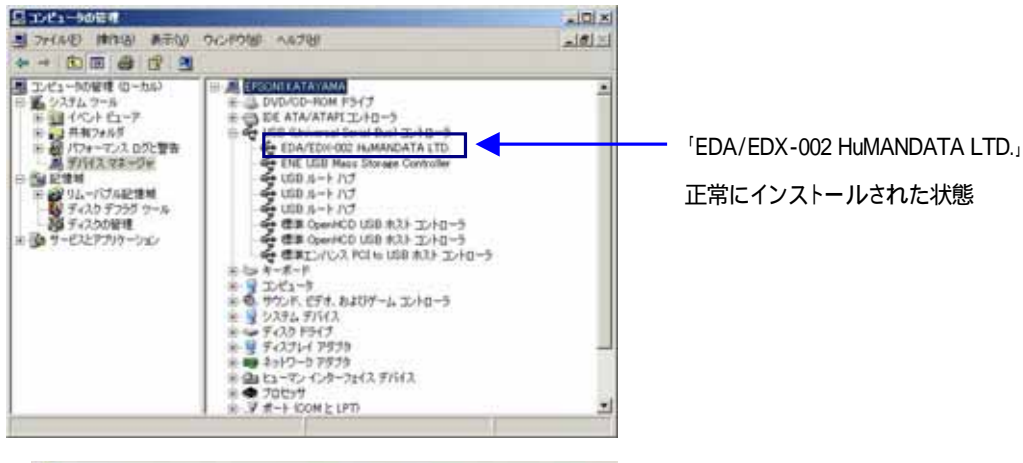 コンピュータの管理
ファイル(F) 操作(A) 表示(V) ウィンドウ(W) ヘルプ(H)
コンピュータの管理 (ローカル)
システム ツール
イベント ビューア
共有フォルダ
パフォーマンス ログと警告
デバイス マネージャ
記憶域
リムーバブル記憶域
ディスク デフラグ ツール
ディスクの管理
サービスとアプリケーション
EPSONIKATAYAMA
DVD/CD-ROM ドライブ
IDE ATA/ATAPI コントローラ
USB (Universal Serial Bus) コントローラ
EDA/EDX-002 HuMANDATA LTD.
ENE USB Mass Storage Controller
USB ルート ハブ
USB ルート ハブ
USB ルート ハブ
標準 OpenHCD USB ホスト コントローラ
標準 OpenHCD USB ホスト コントローラ
標準エンハンス PCI to USB ホスト コントローラ
キーボード
コンピュータ
サウンド、ビデオ、およびゲーム コントローラ
システム デバイス
ディスク ドライブ
ディスプレイ アダプタ
ネットワーク アダプタ
ヒューマン インターフェイス デバイス
プロセッサ
ポート (COM と LPT)
「EDA/EDX-002 HuMANDATA LTD.」
正常にインストールされた状態